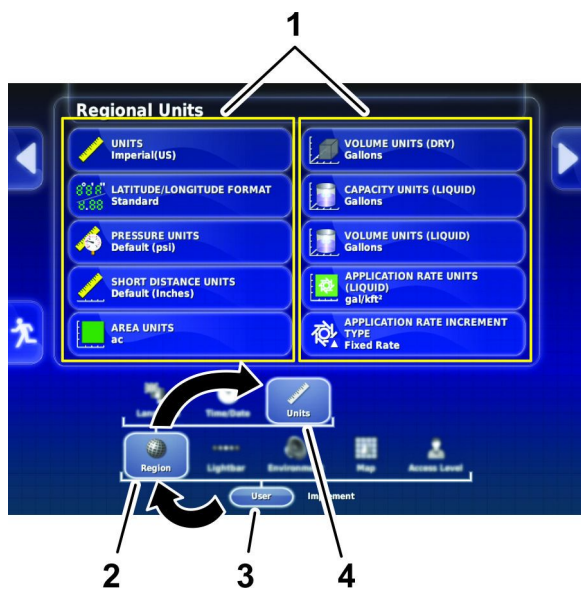 1
Regional Units
UNITS
Imperial(US)
LATITUDE/LONGITUDE FORMAT
Standard
PRESSURE UNITS
Default (psi)
SHORT DISTANCE UNITS
Default (Inches)
AREA UNITS
ac
VOLUME UNITS (DRY)
Gallons
CAPACITY UNITS (LIQUID)
Gallons
VOLUME UNITS (LIQUID)
Gallons
APPLICATION RATE UNITS
(LIQUID)
gal/kft²
APPLICATION RATE INCREMENT
TYPE
Fixed Rate
Time/Date
Units
Region
Lightbar
Map
Access Level
User
2
3
4